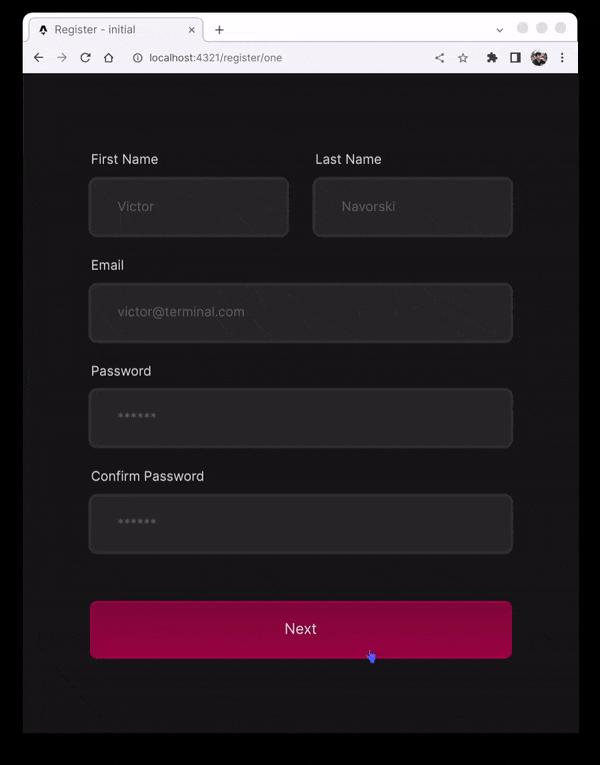 Register - initial
localhost:4321/register/one
First Name
Last Name
Victor
Navorski
Email
victor@terminal.com
Password
******
Confirm Password
******
Next